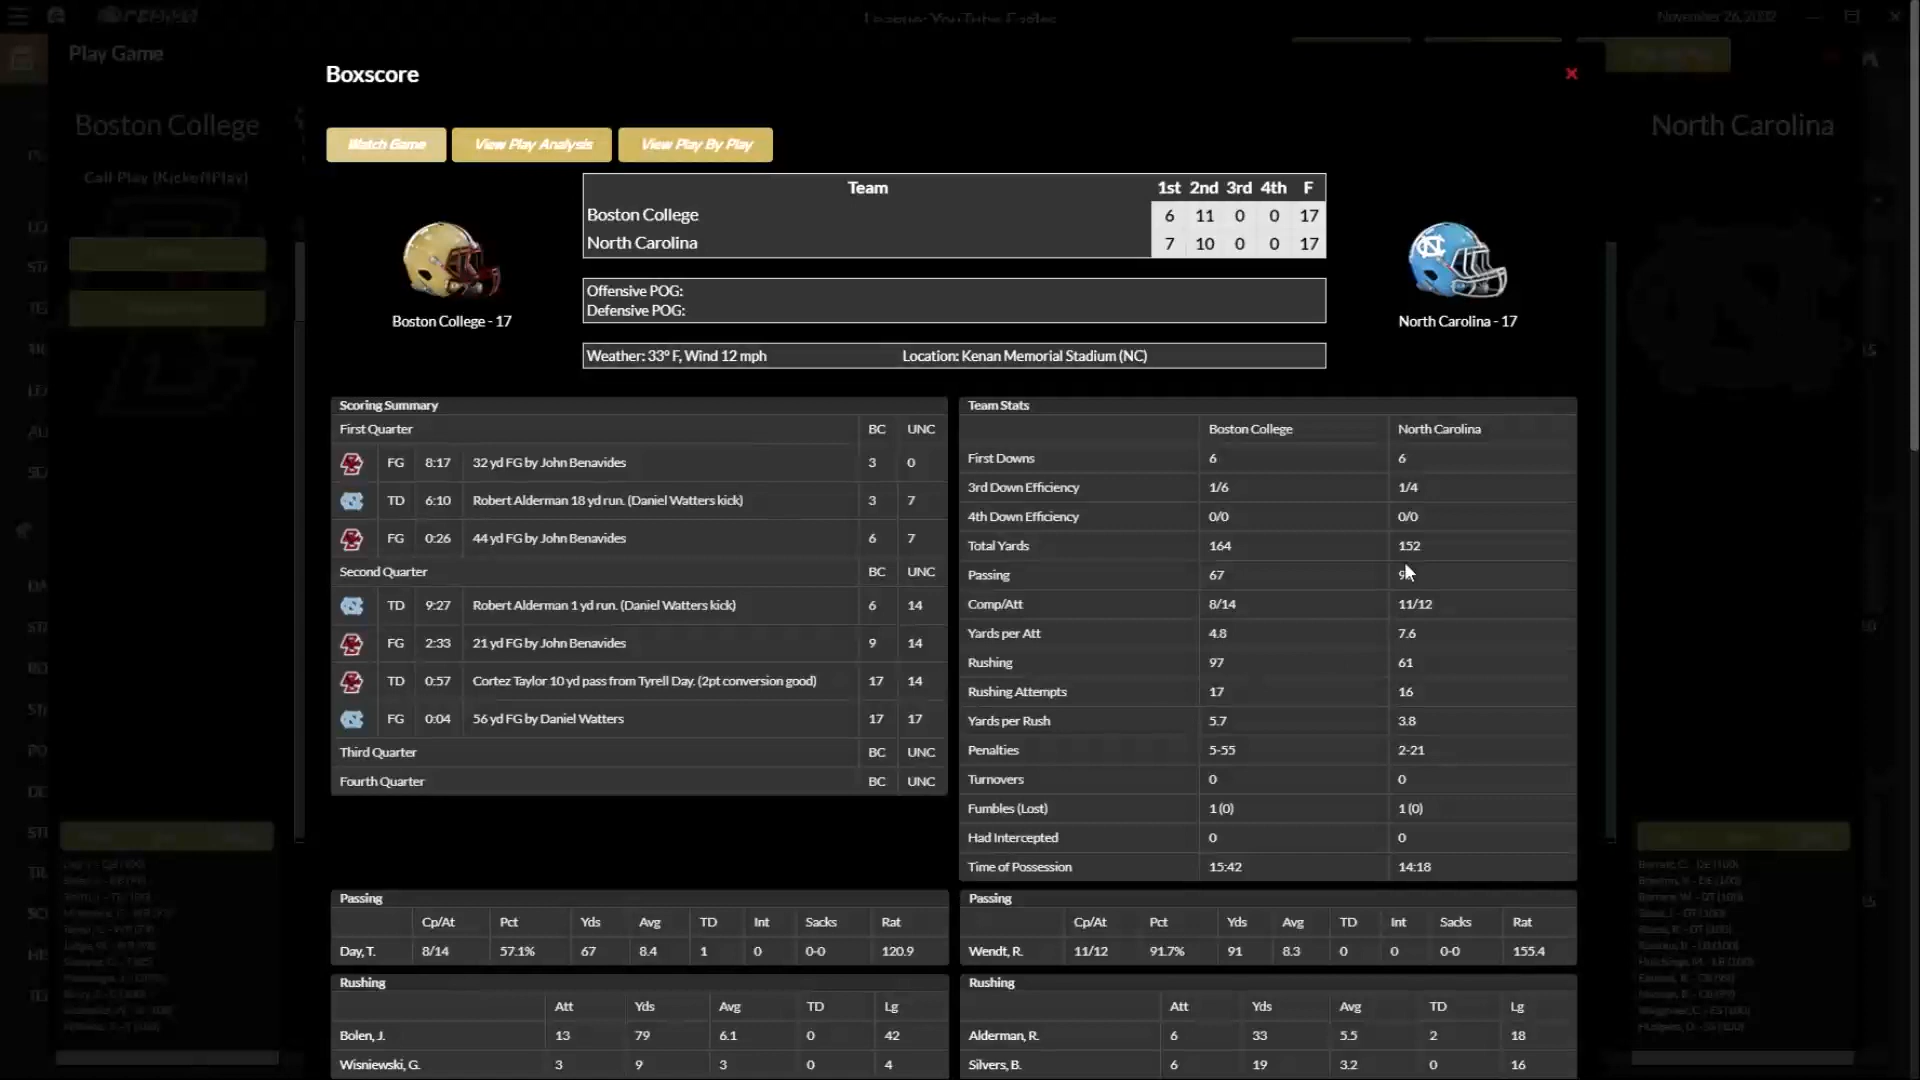 November 26, 2032
Play Game
Boxscore
Boston College
North Carolina
Call Play (KickoffPlay)
Watch Game View Play Analysis View Play By Play
Team 1st 2nd 3rd 4th F
Boston College 6 11 0 0 17
North Carolina 7 10 0 0 17
Offensive POG:
Defensive POG:
Boston College - 17
North Carolina - 17
Weather: 33º F, Wind 12 mph Location: Kenan Memorial Stadium (NC)
Scoring Summary
First Quarter BC UNC
FG 8:17 32 yd FG by John Benavides 3 0
TD 6:10 Robert Alderman 18 yd run. (Daniel Watters kick) 3 7
FG 0:26 44 yd FG by John Benavides 6 7
Second Quarter BC UNC
TD 9:27 Robert Alderman 1 yd run. (Daniel Watters kick) 6 14
FG 2:33 21 yd FG by John Benavides 9 14
TD 0:57 Cortez Taylor 10 yd pass from Tyrell Day. (2pt conversion good) 17 14
FG 0:04 56 yd FG by Daniel Watters 17 17
Third Quarter BC UNC
Fourth Quarter BC UNC
Team Stats
Boston College North Carolina
First Downs 6 6
3rd Down Efficiency 1/6 1/4
4th Down Efficiency 0/0 0/0
Total Yards 164 152
Passing 67
Comp/Att 8/14 11/12
Yards per Att 4.8 7.6
Rushing 97 61
Rushing Attempts 17 16
Yards per Rush 5.7 3.8
Penalties 5-55 2-21
Turnovers 0 0
Fumbles (Lost) 1 (0) 1 (0)
Had Intercepted 0 0
Time of Possession 15:42 14:18
Passing
Cp/At Pct Yds Avg TD Int Sacks Rat
Day, T. 8/14 57.1% 67 8.4 1 0 0-0 120.9
Passing
Cp/At Pct Yds Avg TD Int Sacks Rat
Wendt, R. 11/12 91.7% 91 8.3 0 0 0-0 155.4
Rushing
Att Yds Avg TD Lg
Bolen, J. 13 79 6.1 0 42
Wisniewski, G. 3 9 3 0 4
Rushing
Att Yds Avg TD Lg
Alderman, R. 6 33 5.5 2 18
Silvers, B. 6 19 3.2 0 16